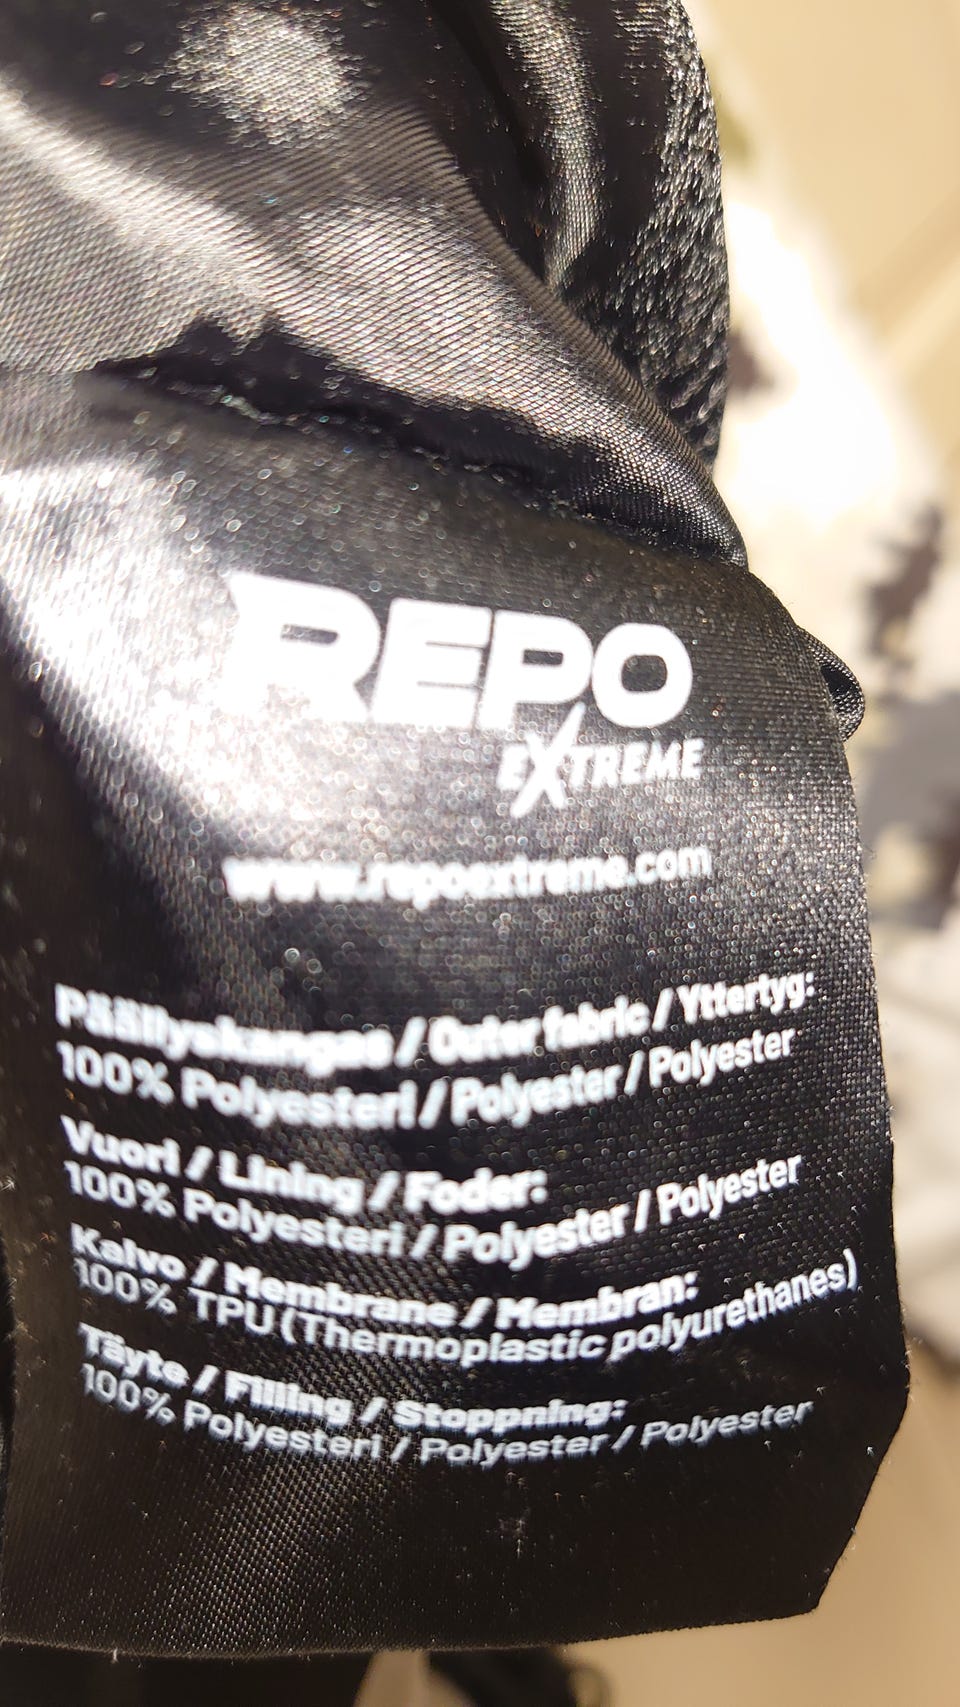 REPO
EXTREME
www.repoextreme.com
Päällyskangas / Outer fabric / Yttertyg:
100% Polyesteri / Polyester / Polyester
Vuori / Lining / Foder:
100% Polyesteri / Polyester / Polyester
Kalvo / Membrane / Membran:
100% TPU (Thermoplastic polyurethanes)
Täyte / Filling / Stoppning:
100% Polyesteri / Polyester / Polyester